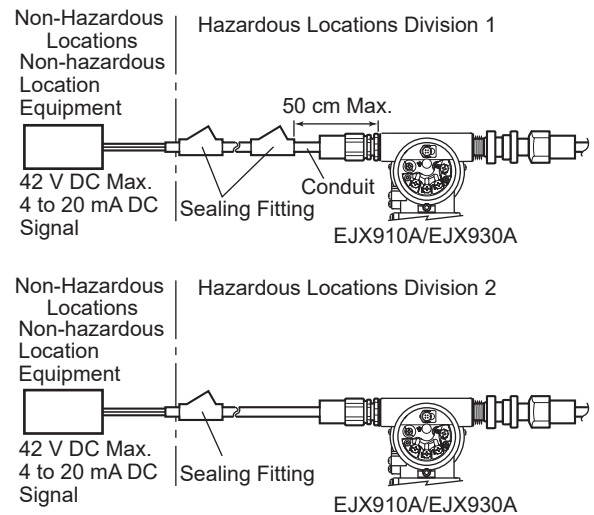 Non-Hazardous
Locations
Hazardous Locations Division 1
Non-hazardous
Location
Equipment
50 cm Max.
42 V DC Max.
4 to 20 mA DC
Signal
Sealing Fitting
Conduit
EJX910A/EJX930A
Non-Hazardous
Locations
Hazardous Locations Division 2
Non-hazardous
Location
Equipment
42 V DC Max.
4 to 20 mA DC
Signal
Sealing Fitting
EJX910A/EJX930A